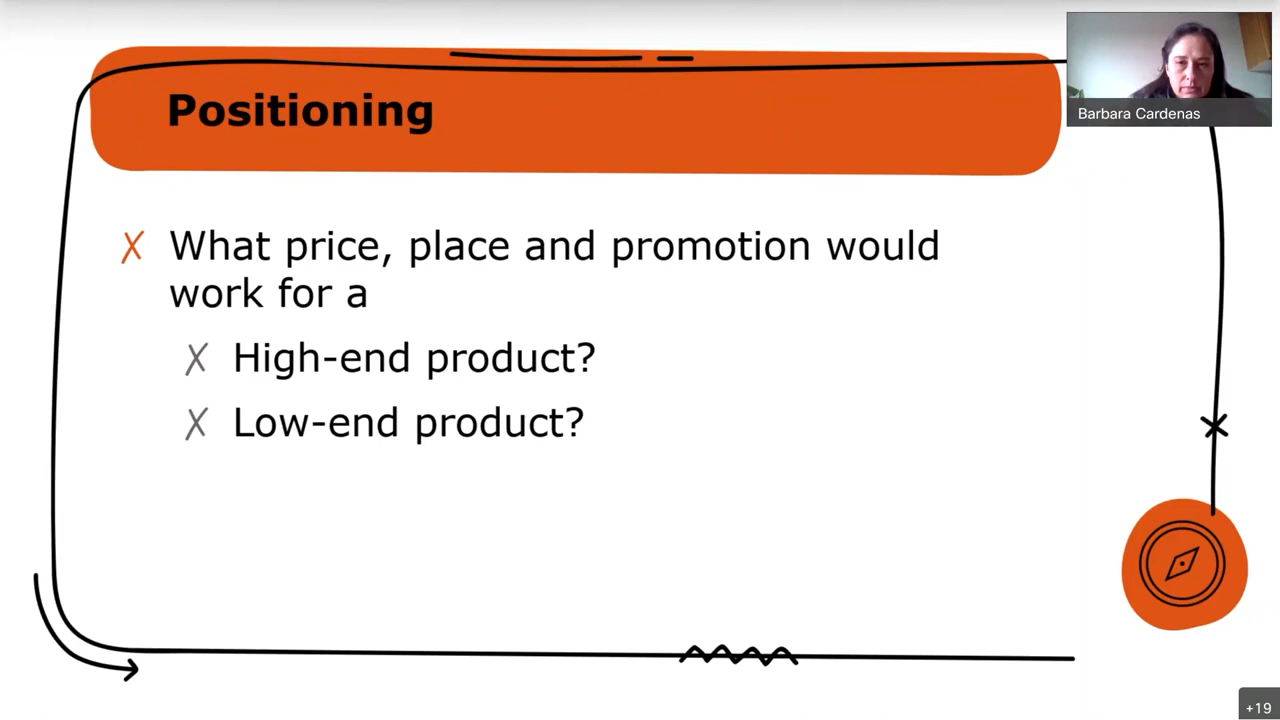 Positioning
Barbara Cardenas
What price, place and promotion would
work for a
High-end product?
Low-end product?
+19